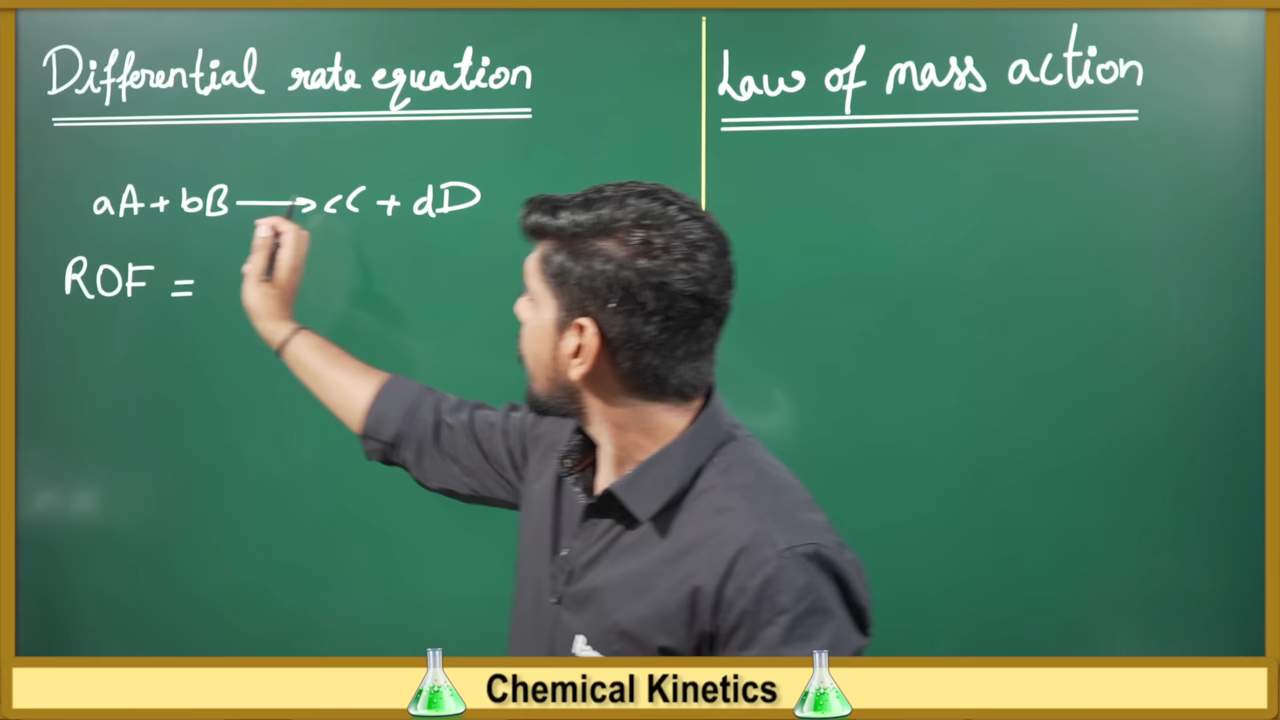 Differential rate equation
Law of mass action
aA + bB ⟶ cC + dD
ROF =
Chemical Kinetics